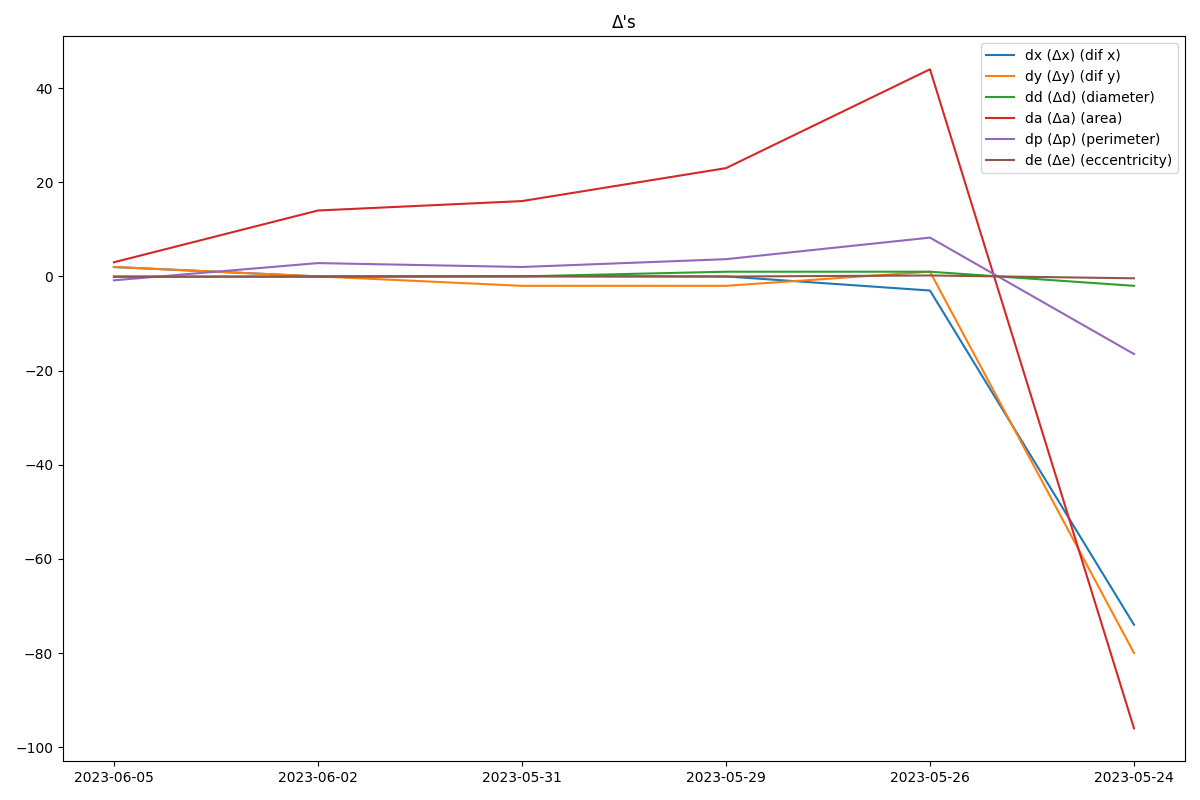 Δ's
dx (Δx) (dif x)
dy (Δy) (dif y)
dd (Δd) (diameter)
da (Δa) (area)
dp (Δp) (perimeter)
de (Δe) (eccentricity)
40
20
0
−20
−40
−60
−80
−100
2023-06-05 2023-06-02 2023-05-31 2023-05-29 2023-05-26 2023-05-24